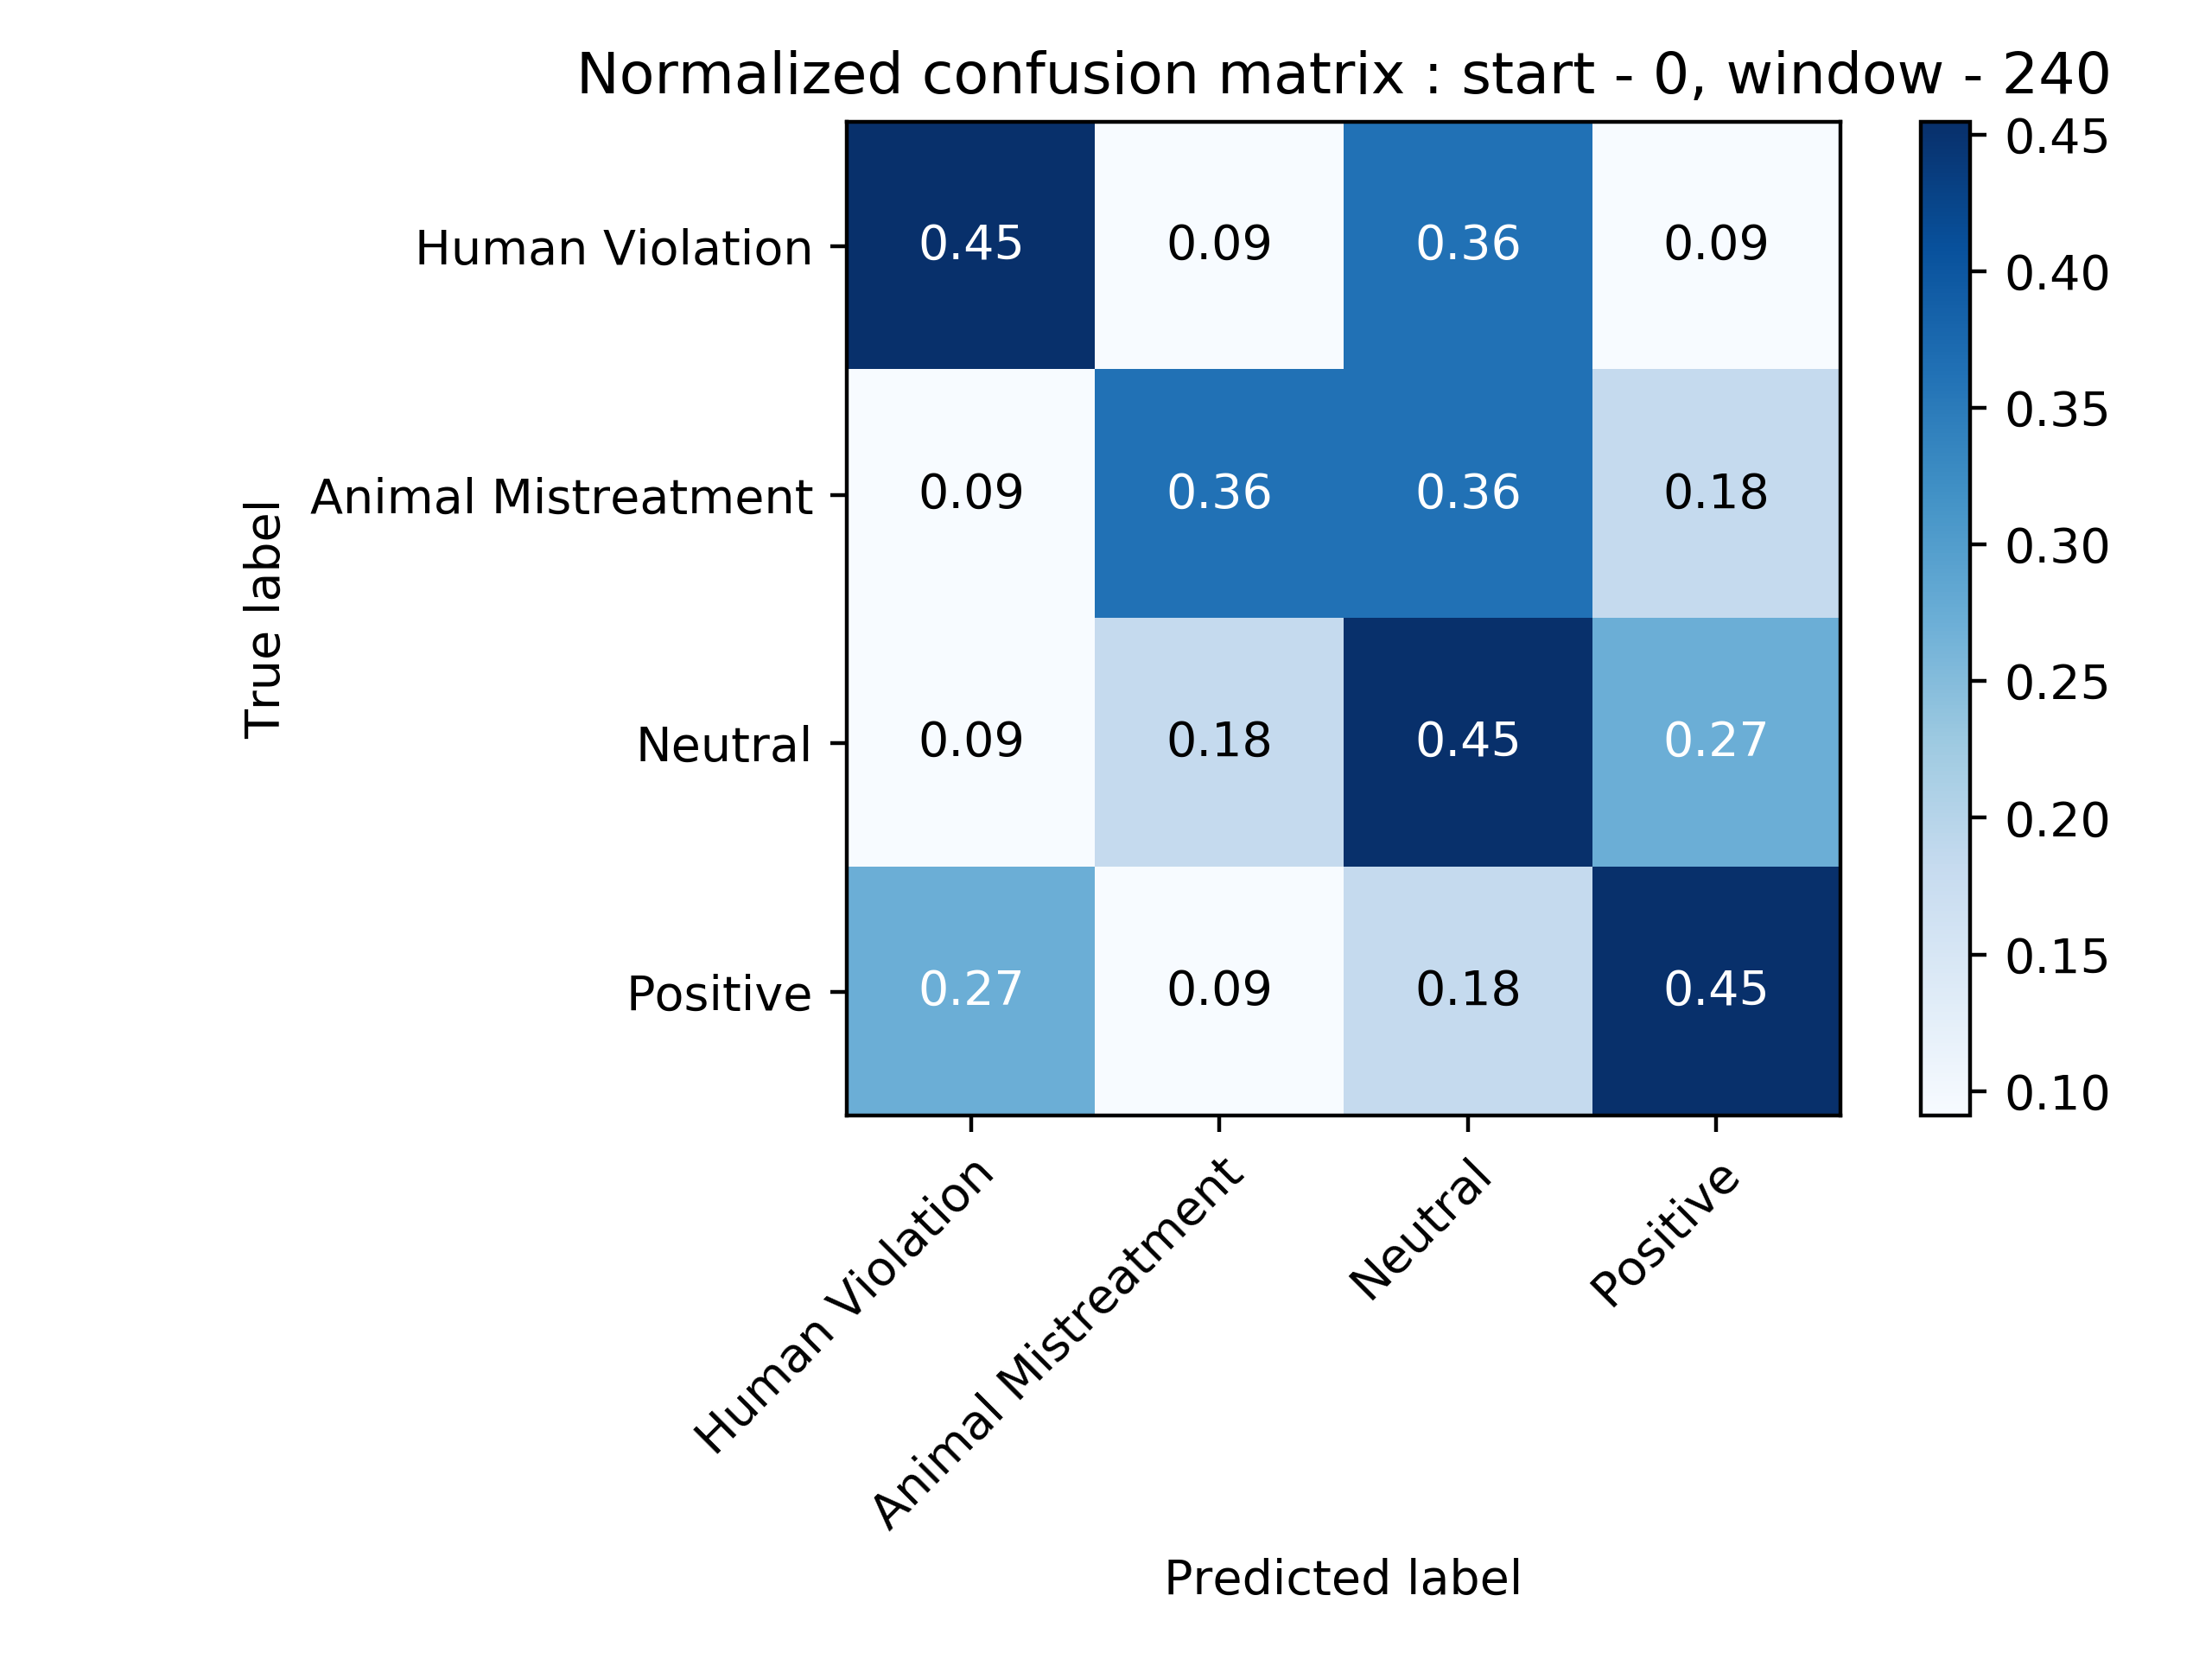 Normalized confusion matrix : start - 0, window - 240
True label
Human Violation
0.45 0.09 0.36 0.09
Animal Mistreatment
0.09 0.36 0.36 0.18
Neutral
0.09 0.18 0.45 0.27
Positive
0.27 0.09 0.18 0.45
Human Violation
Animal Mistreatment
Neutral
Positive
Predicted label
0.45
0.40
0.35
0.30
0.25
0.20
0.15
0.10